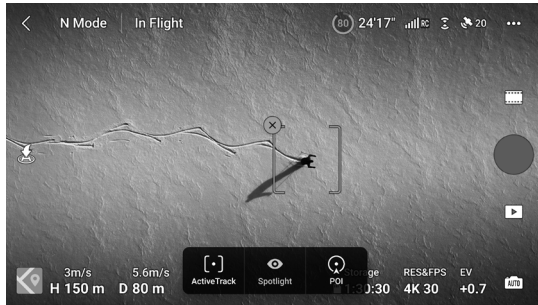 N Mode
In Flight
80 24'17" RC 20
3m/s
5.6m/s
H 150 m
D 80 m
ActiveTrack
Spotlight
POI
RES&FPS
4K 30
EV
+0.7
AUTO